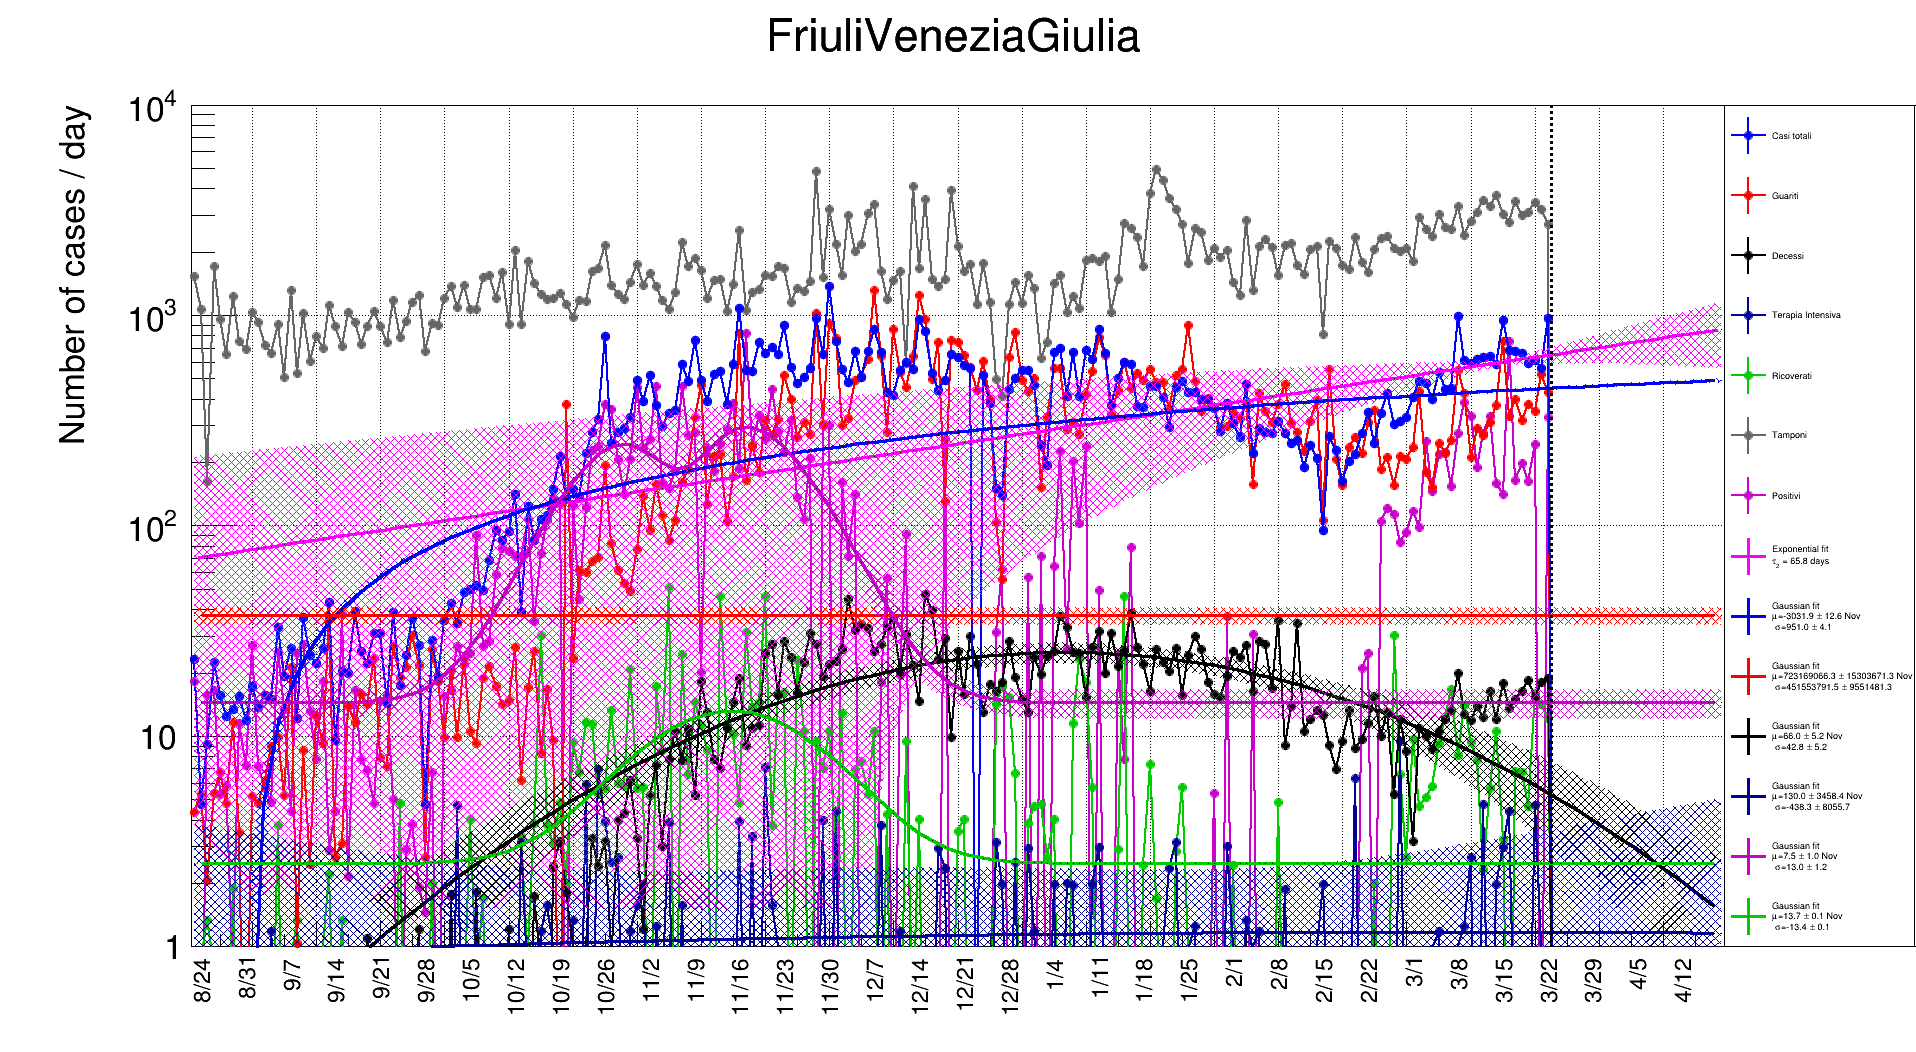 FriuliVeneziaGiulia
Number of cases / day
10^4
10^3
10^2
10
1
8/24
8/31
9/7
9/14
9/21
9/28
10/5
10/12
10/19
10/26
11/2
11/9
11/16
11/23
11/30
12/7
12/14
12/21
12/28
1/4
1/11
1/18
1/25
2/1
2/8
2/15
2/22
3/1
3/8
3/15
3/22
3/29
4/5
4/12
Casi totali
Guariti
Decessi
Terapia Intensiva
Ricoverati
Tamponi
Positivi
Exponential fit
τ₂ = 65.8 days
Gaussian fit
μ=-3031.9 ± 12.6 Nov
σ=951.0 ± 4.1
Gaussian fit
μ=723169066.3 ± 15303671.3 Nov
σ=451553791.5 ± 9551481.3
Gaussian fit
μ=66.0 ± 5.2 Nov
σ=42.8 ± 5.2
Gaussian fit
μ=130.0 ± 3458.4 Nov
σ=-438.3 ± 8055.7
Gaussian fit
μ=7.5 ± 1.0 Nov
σ=13.0 ± 1.2
Gaussian fit
μ=13.7 ± 0.1 Nov
σ=-13.4 ± 0.1